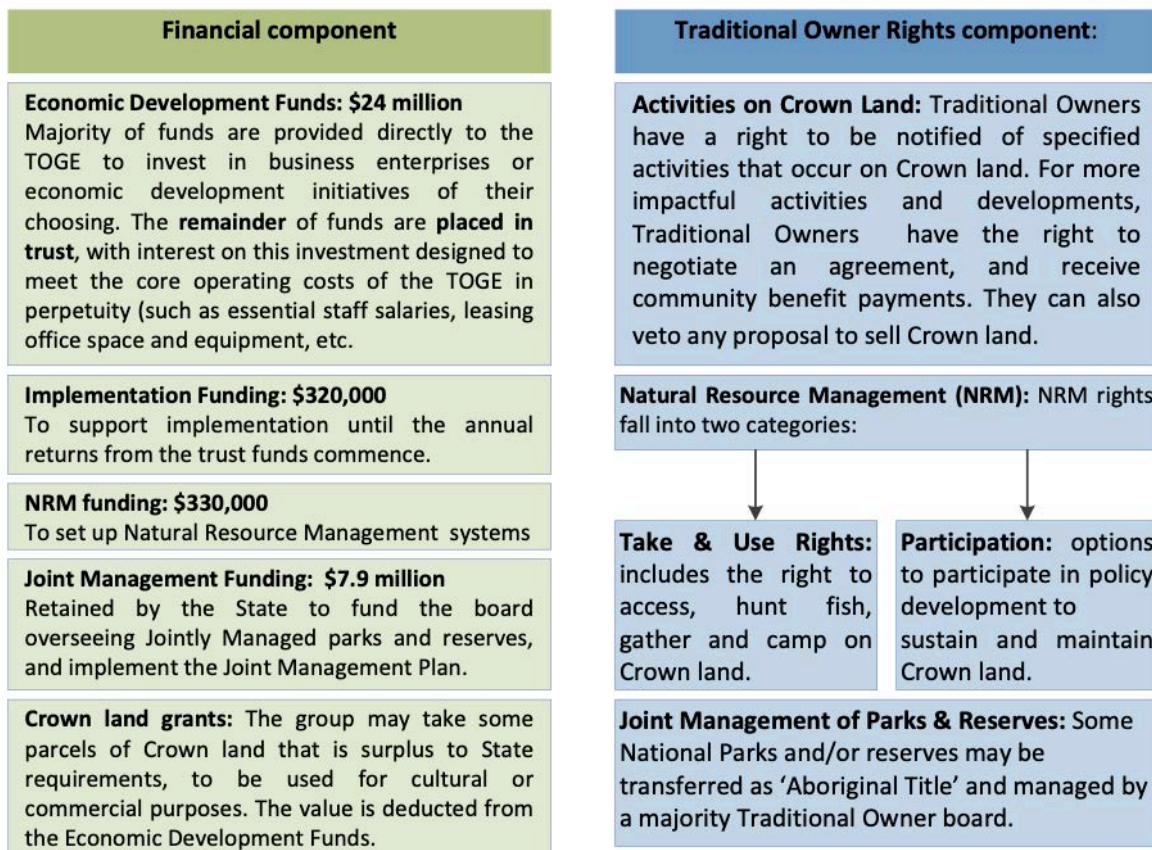 Financial component
Economic Development Funds: $24 million
Majority of funds are provided directly to the
TOGE to invest in business enterprises or
economic development initiatives of their
choosing. The remainder of funds are placed in
trust, with interest on this investment designed to
meet the core operating costs of the TOGE in
perpetuity (such as essential staff salaries, leasing
office space and equipment, etc.
Implementation Funding: $320,000
To support implementation until the annual
returns from the trust funds commence.
NRM funding: $330,000
To set up Natural Resource Management systems
Joint Management Funding: $7.9 million
Retained by the State to fund the board
overseeing Jointly Managed parks and reserves,
and implement the Joint Management Plan.
Crown land grants: The group may take some
parcels of Crown land that is surplus to State
requirements, to be used for cultural or
commercial purposes. The value is deducted from
the Economic Development Funds.
Traditional Owner Rights component:
Activities on Crown Land: Traditional Owners
have a right to be notified of specified
activities that occur on Crown land. For more
impactful activities and developments,
Traditional Owners have the right to
negotiate an agreement, and receive
community benefit payments. They can also
veto any proposal to sell Crown land.
Natural Resource Management (NRM): NRM rights
fall into two categories:
Take & Use Rights:
includes the right to
access, hunt fish,
gather and camp on
Crown land.
Participation: options
to participate in policy
development to
sustain and maintain
Crown land.
Joint Management of Parks & Reserves: Some
National Parks and/or reserves may be
transferred as ‘Aboriginal Title’ and managed by
a majority Traditional Owner board.